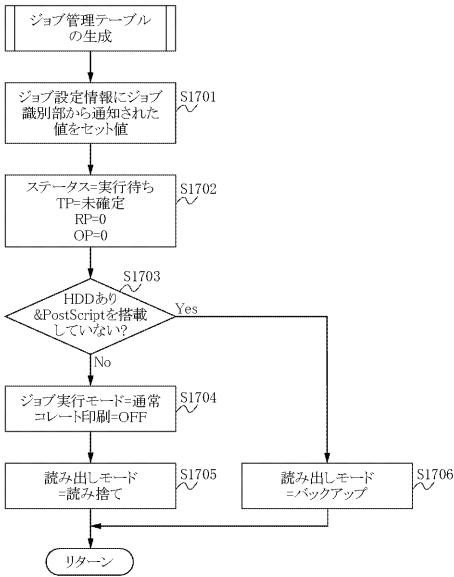 ジョブ管理テーブル
の生成
ジョブ設定情報にジョブ
識別部から通知された
値をセット値
S1701
ステータス=実行待ち
TP=未確定
RP=0
OP=0
S1702
S1703
HDDあり
&PostScriptを搭載
していない?
Yes
No
ジョブ実行モード=通常
コレート印刷=OFF
S1704
読み出しモード
=読み捨て
S1705
読み出しモード
=バックアップ
S1706
リターン